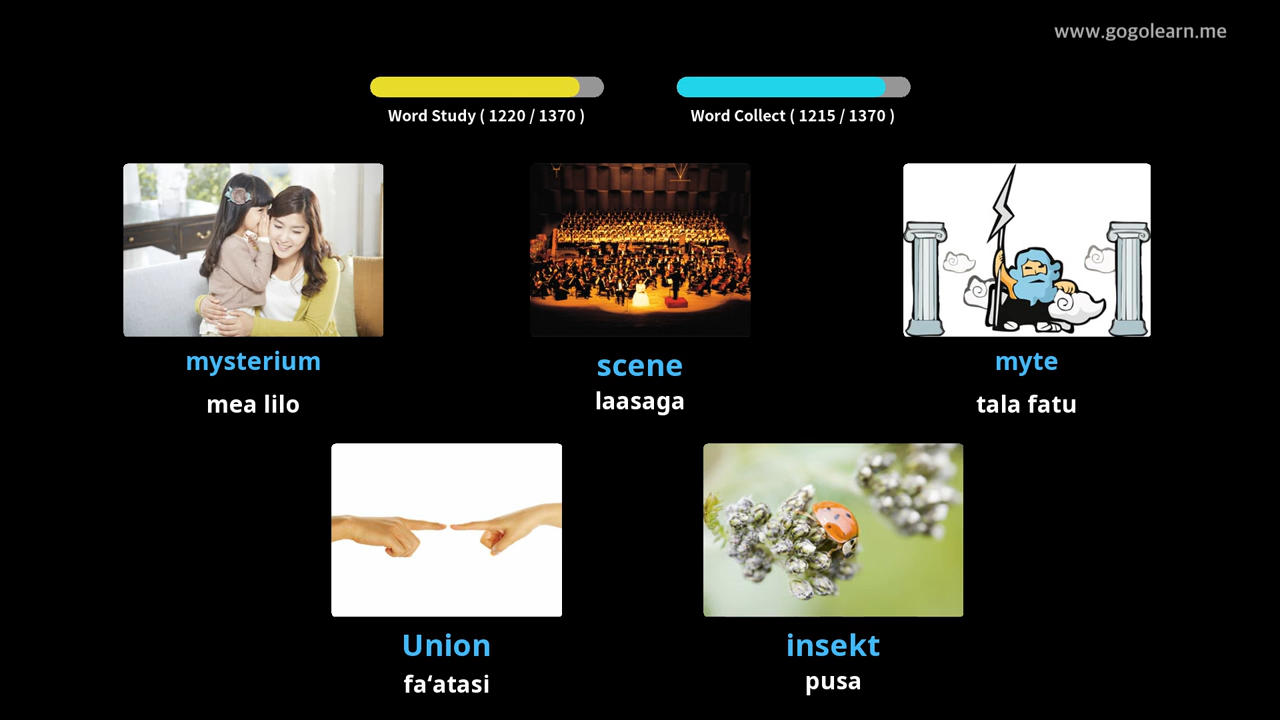 www.gogolearn.me
Word Study ( 1220 / 1370 )
Word Collect ( 1215 / 1370 )
mysterium
mea lilo
scene
laasaga
myte
tala fatu
Union
fa‘atasi
insekt
pusa